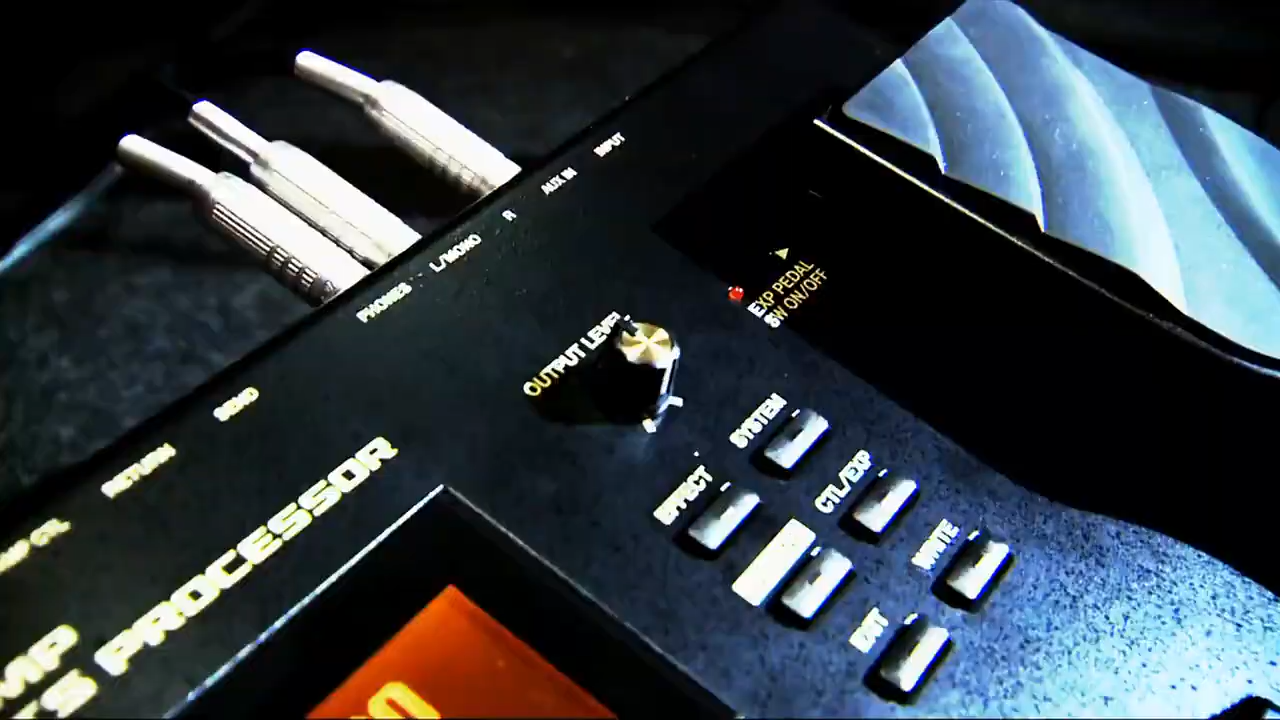 INPUT
AUX IN
R
L/MONO
PHONES
SEND
RETURN
EXP PEDAL
SW ON/OFF
OUTPUT LEVEL
SYSTEM
CTL/EXP
EFFECT
WRITE
EXIT
PROCESSOR